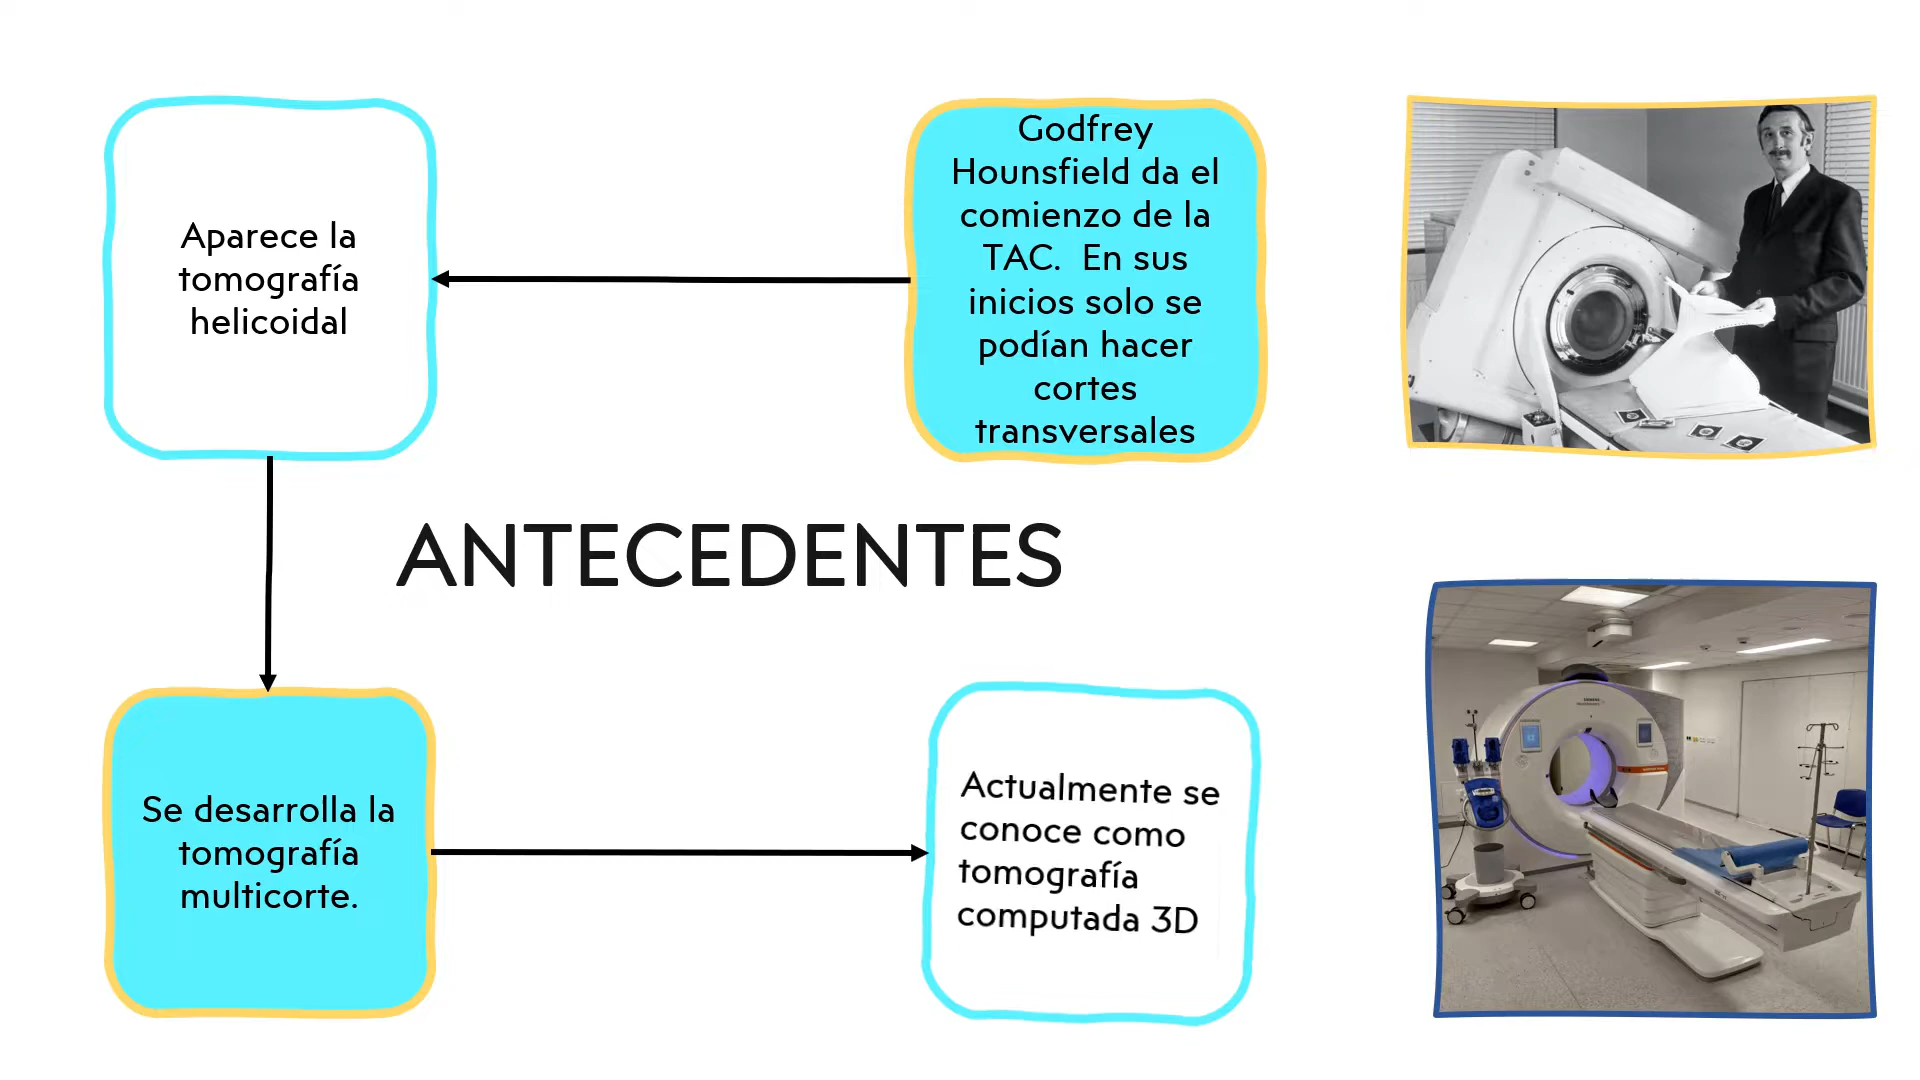 Godfrey
Hounsfield da el
comienzo de la
TAC.  En sus
inicios solo se
podían hacer
cortes
transversales
Aparece la
tomografía
helicoidal
ANTECEDENTES
Se desarrolla la
tomografía
multicorte.
Actualmente se
conoce como
tomografía
computada 3D